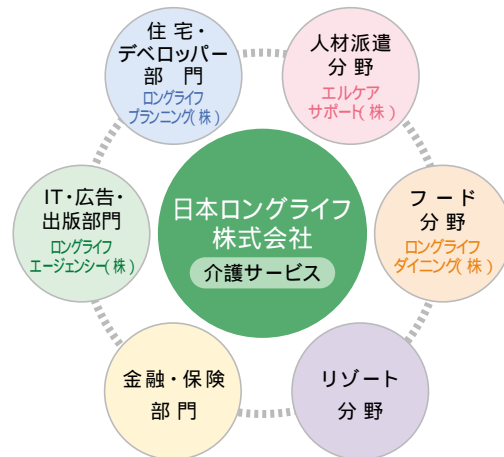 住宅・
デベロッパー
部門
ロングライフ
プランニング(株)
人材派遣
分野
エルケア
サポート(株)
IT・広告・
出版部門
ロングライフ
エージェンシー(株)
日本ロングライフ
株式会社
介護サービス
フード
分野
ロングライフ
ダイニング(株)
金融・保険
部門
リゾート
分野